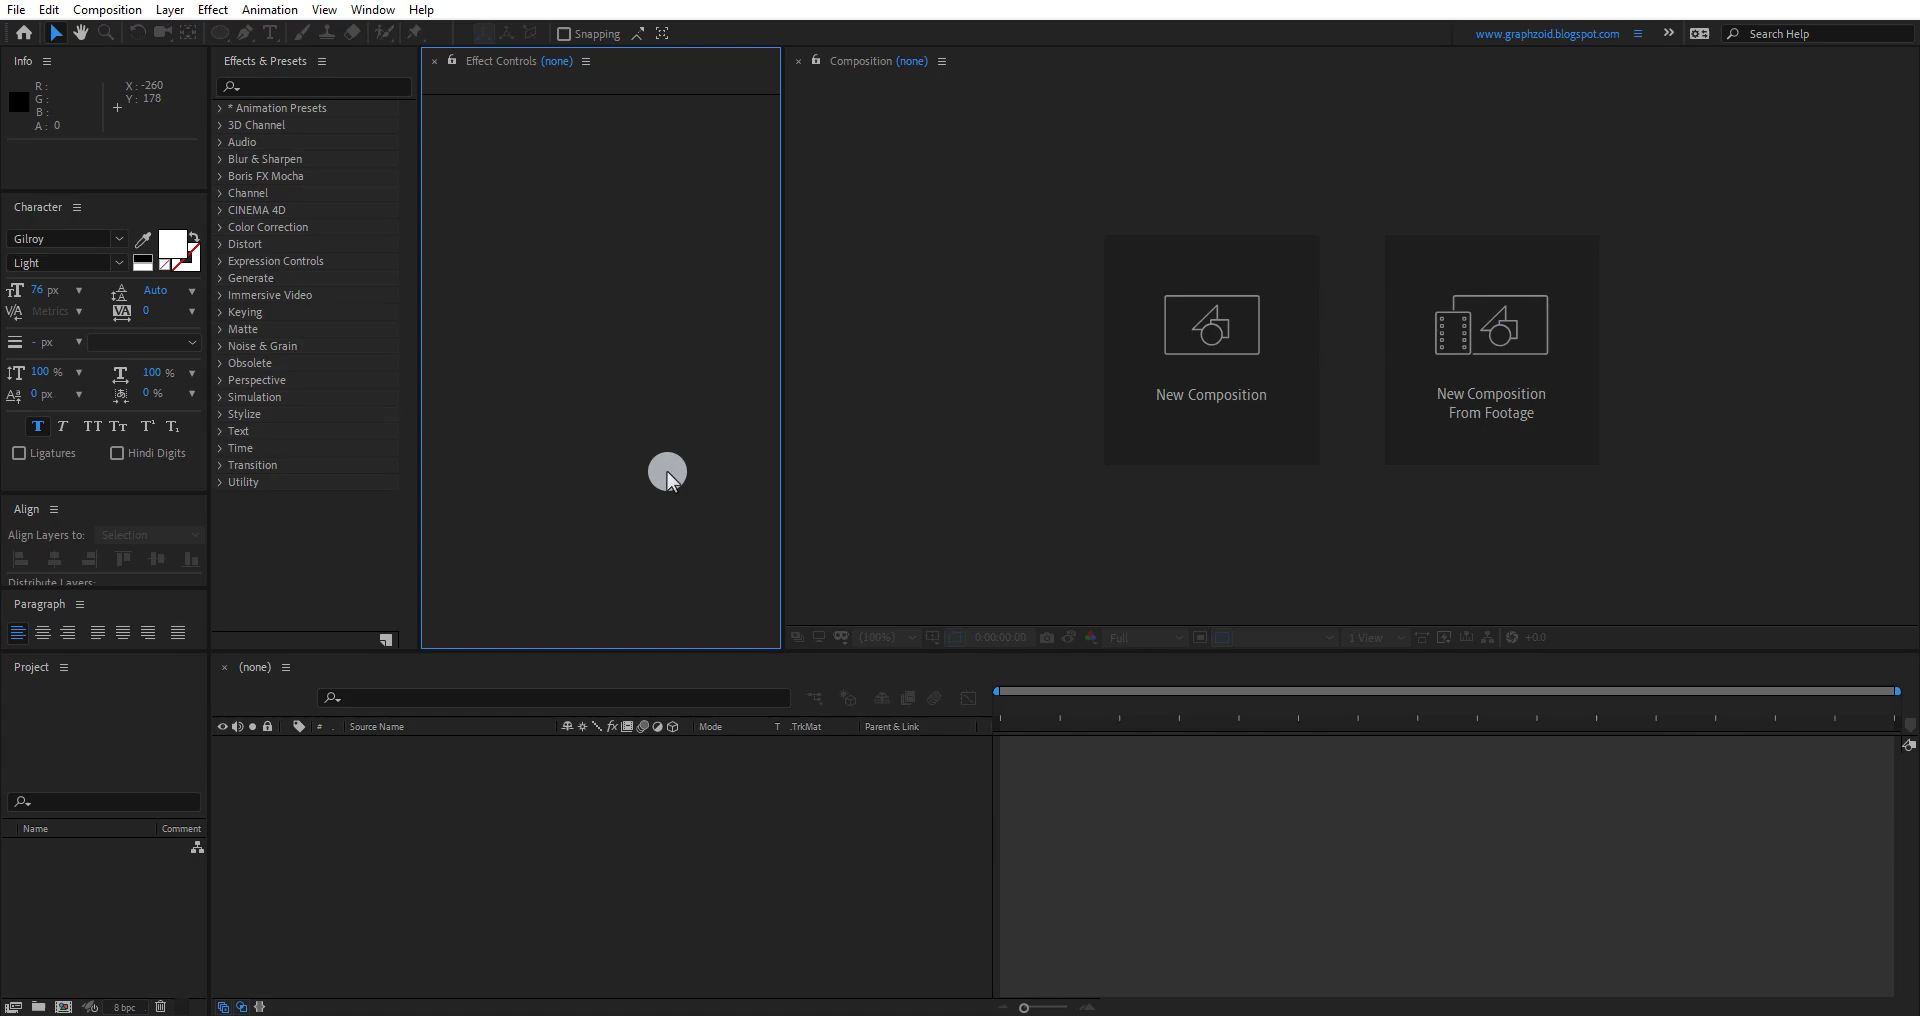 File Edit Composition Layer Effect Animation View Window Help
Snapping
www.graphzoid.blogspot.com
Search Help
Info
R :
G :
B :
A : 0
X : -260
Y : 178
Character
Gilroy
Light
76 px
Auto
Metrics
0
- px
100 %
100 %
0 px
0 %
Ligatures
Hindi Digits
Align
Align Layers to: Selection
Distribute Layers:
Paragraph
Effects & Presets
* Animation Presets
3D Channel
Audio
Blur & Sharpen
Boris FX Mocha
Channel
CINEMA 4D
Color Correction
Distort
Expression Controls
Generate
Immersive Video
Keying
Matte
Noise & Grain
Obsolete
Perspective
Simulation
Stylize
Text
Time
Transition
Utility
Effect Controls (none)
Composition (none)
New Composition
New Composition
From Footage
(100%)
0:00:00:00
Full
1 View
+0.0
Project
Name
Comment
8 bpc
(none)
#
Source Name
fx
Mode
T .TrkMat
Parent & Link